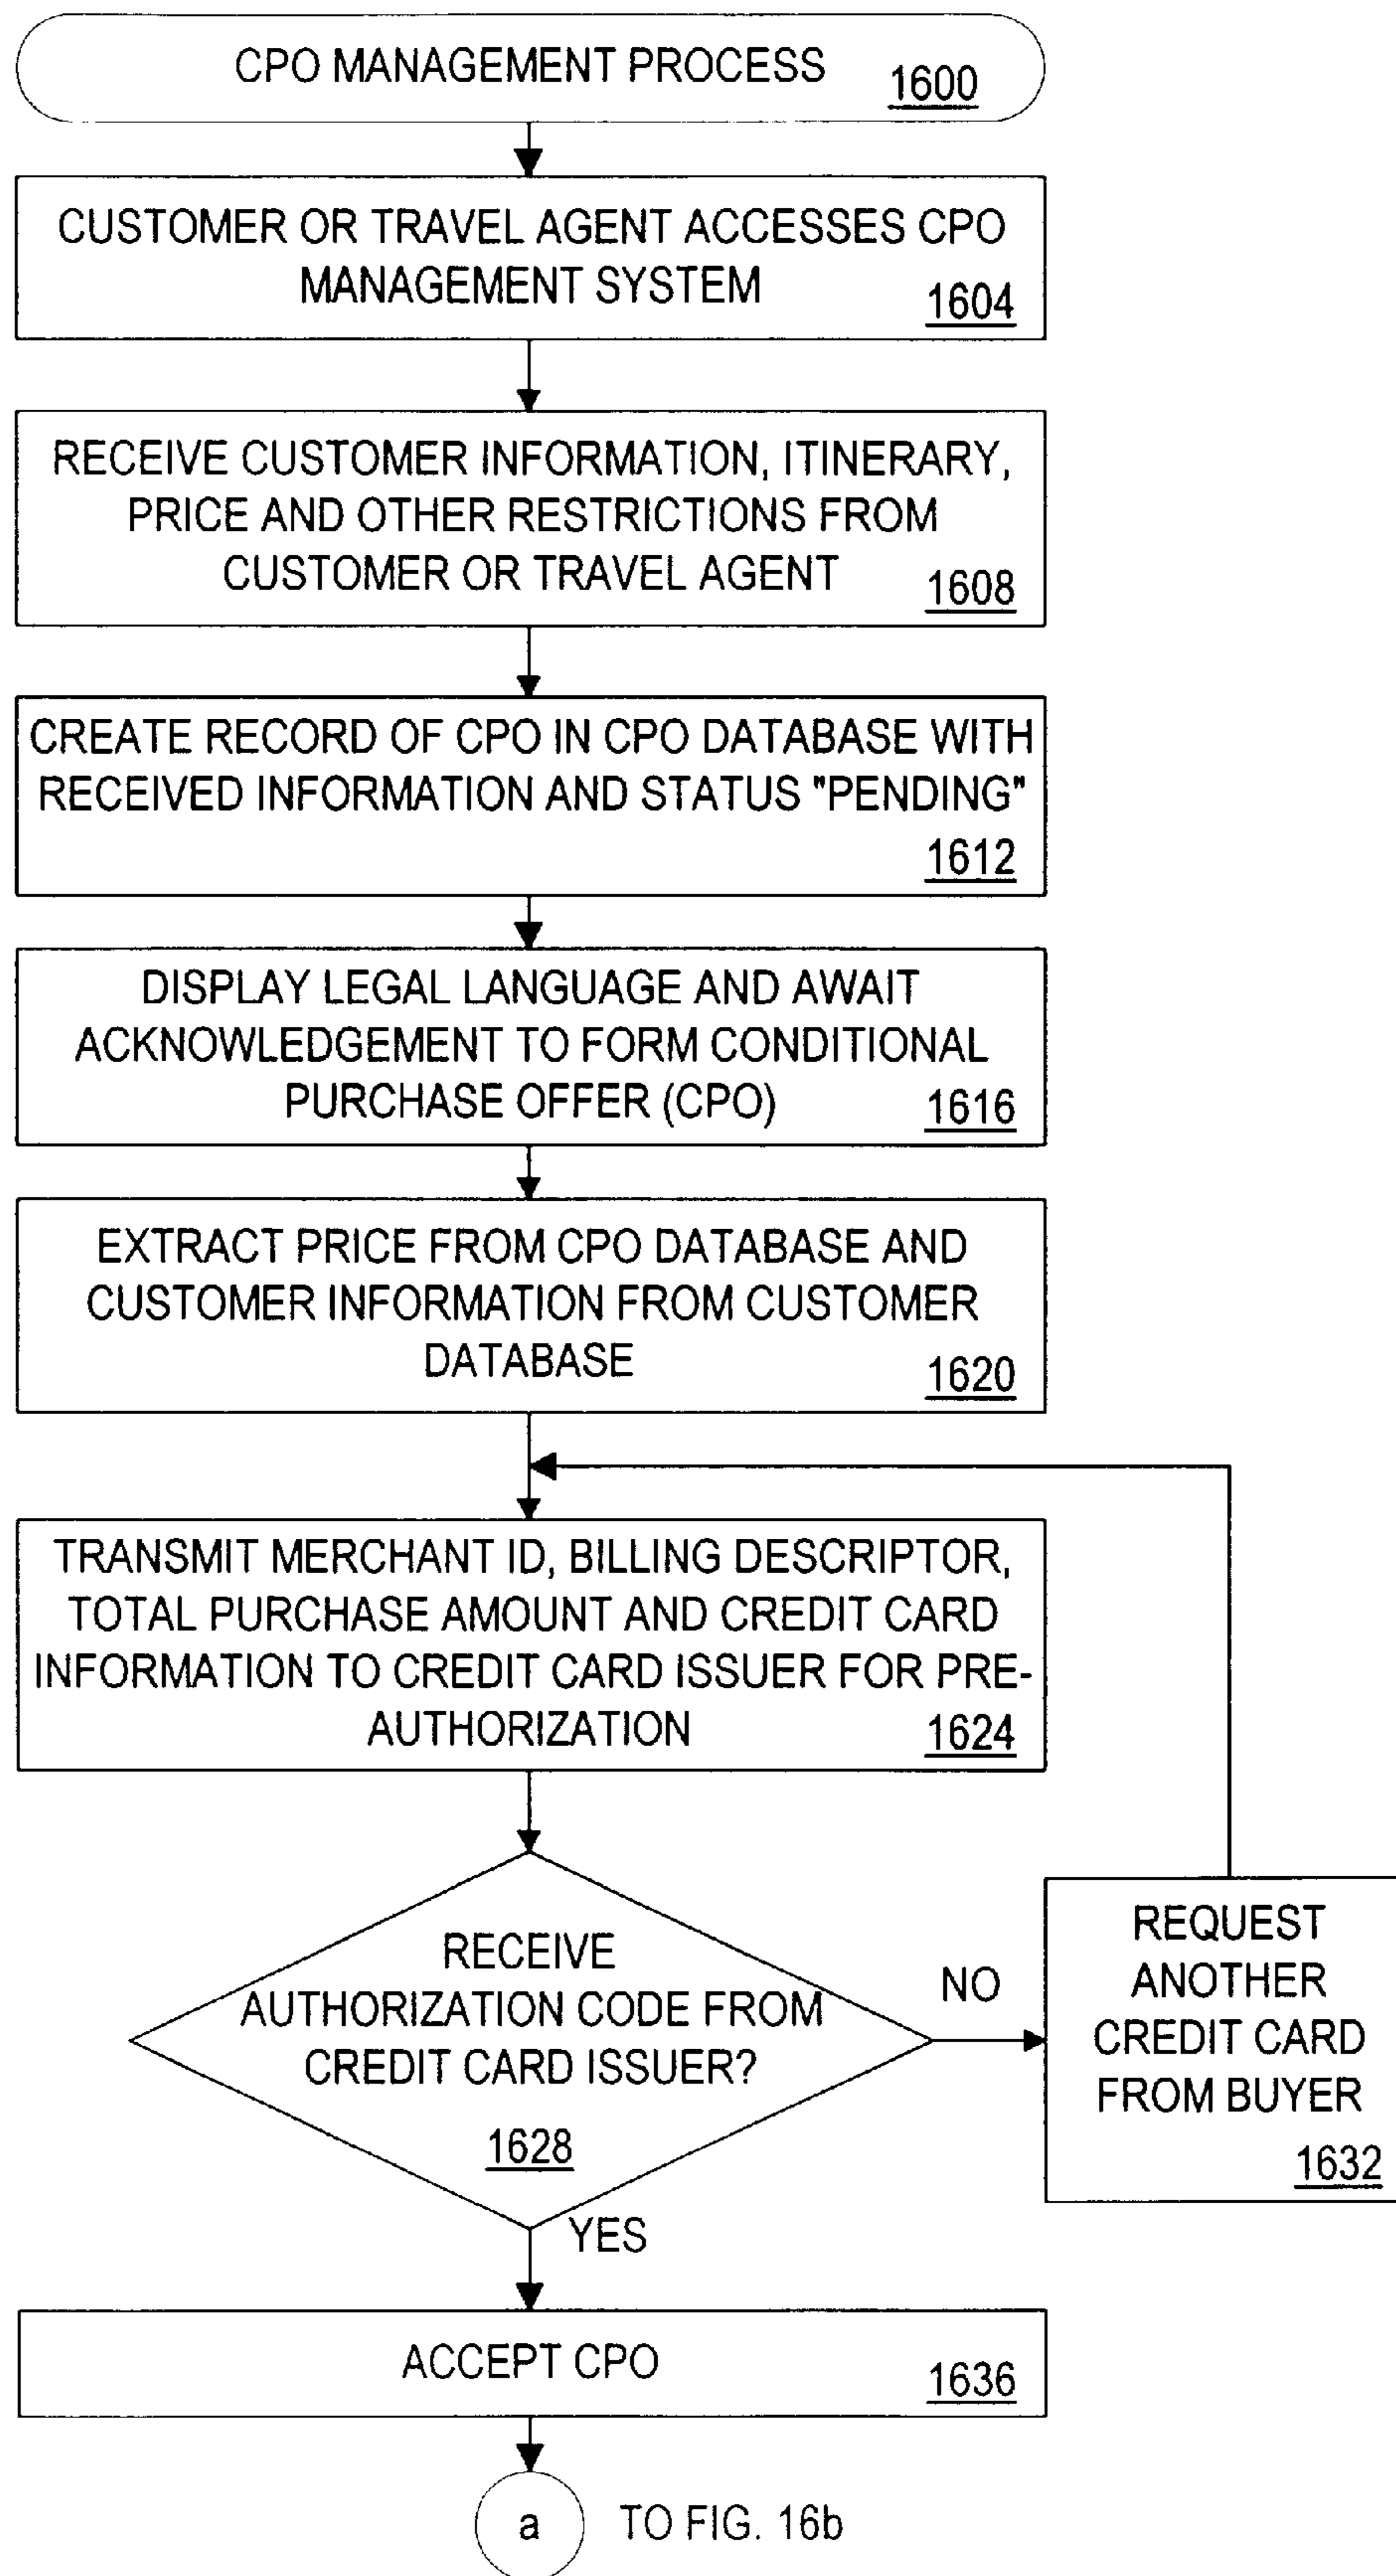 CPO MANAGEMENT PROCESS 1600
CUSTOMER OR TRAVEL AGENT ACCESSES CPO
MANAGEMENT SYSTEM 1604
RECEIVE CUSTOMER INFORMATION, ITINERARY,
PRICE AND OTHER RESTRICTIONS FROM
CUSTOMER OR TRAVEL AGENT 1608
CREATE RECORD OF CPO IN CPO DATABASE WITH
RECEIVED INFORMATION AND STATUS "PENDING"
1612
DISPLAY LEGAL LANGUAGE AND AWAIT
ACKNOWLEDGEMENT TO FORM CONDITIONAL
PURCHASE OFFER (CPO) 1616
EXTRACT PRICE FROM CPO DATABASE AND
CUSTOMER INFORMATION FROM CUSTOMER
DATABASE 1620
TRANSMIT MERCHANT ID, BILLING DESCRIPTOR,
TOTAL PURCHASE AMOUNT AND CREDIT CARD
INFORMATION TO CREDIT CARD ISSUER FOR PRE-
AUTHORIZATION 1624
RECEIVE
AUTHORIZATION CODE FROM
CREDIT CARD ISSUER?
1628
NO
REQUEST
ANOTHER
CREDIT CARD
FROM BUYER
1632
YES
ACCEPT CPO 1636
a TO FIG. 16b